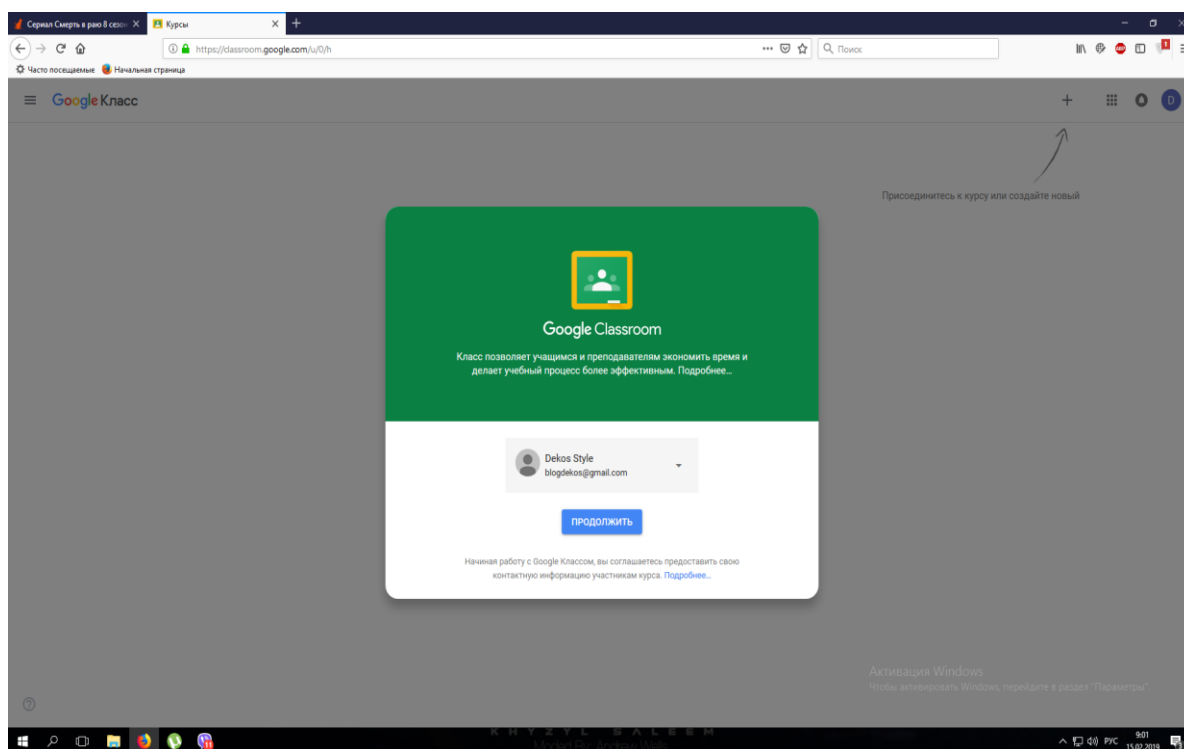 Сериал Смерть в раю 8 сезон
Курсы
https://classroom.google.com/u/0/h
Поиск
Часто посещаемые
Начальная страница
Google Класс
D
Присоединитесь к курсу или создайте новый
Google Classroom
Класс позволяет учащимся и преподавателям экономить время и
делает учебный процесс более эффективным. Подробнее...
Dekos Style
blogdekos@gmail.com
ПРОДОЛЖИТЬ
Начиная работу с Google Классом, вы соглашаетесь предоставить свою
контактную информацию участникам курса. Подробнее...
Активация Windows
Чтобы активировать Windows, перейдите в раздел "Параметры".
KHYZYL SALEEM
РУС
9:01
15.02.2019